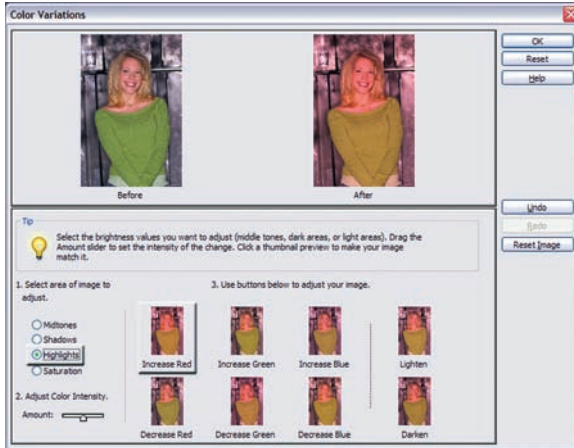 Color Variations
OK
Reset
Help
Before
After
Undo
Redo
Reset Image
Tip
Select the brightness values you want to adjust (middle tones, dark areas, or light areas). Drag the
Amount slider to set the intensity of the change. Click a thumbnail preview to make your image
match it.
1. Select area of image to
adjust.
Midtones
Shadows
Highlights
Saturation
2. Adjust Color Intensity.
Amount:
3. Use buttons below to adjust your image.
Increase Red
Increase Green
Increase Blue
Lighten
Decrease Red
Decrease Green
Decrease Blue
Darken